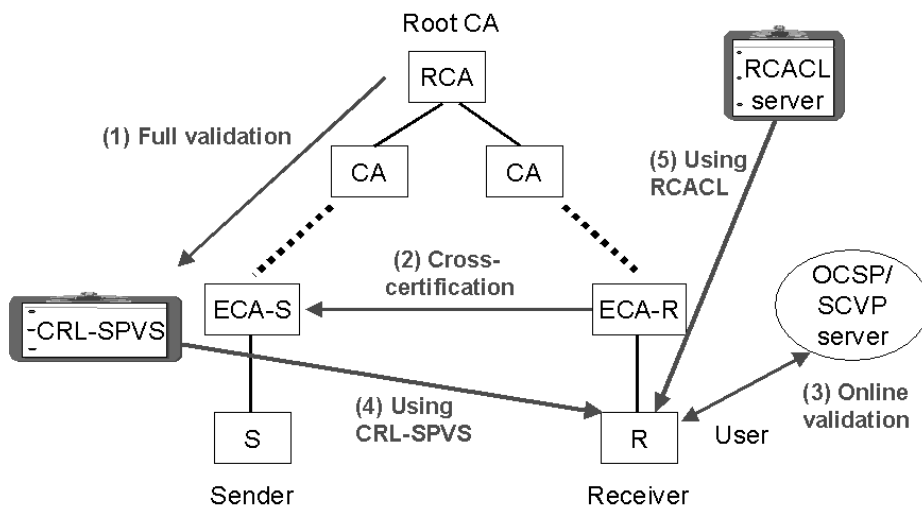 Root CA
RCA
RCACL
server
(1) Full validation
(5) Using
RCACL
CA
CA
(2) Cross-
certification
OCSP/
SCVP
server
CRL-SPVS
ECA-S
ECA-R
(3) Online
validation
(4) Using
CRL-SPVS
S
R
User
Sender
Receiver